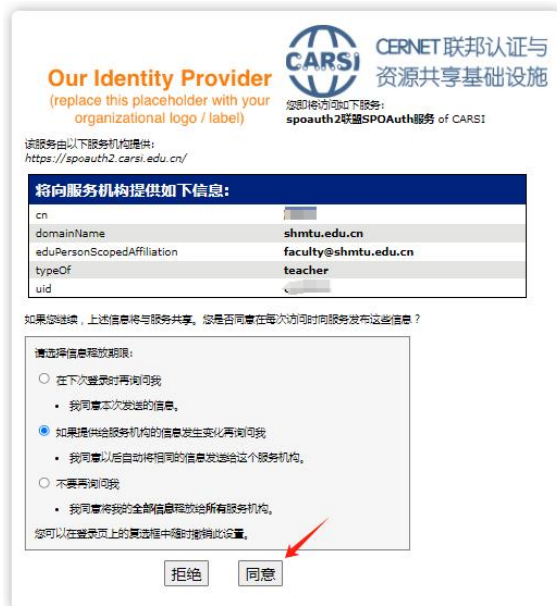 Our Identity Provider
(replace this placeholder with your
organizational logo / label)
CARSI
CERNET联邦认证与
资源共享基础设施
您即将访问如下服务:
spoauth2联盟SPOAuth服务 of CARSI
该服务由以下服务机构提供:
https://spoauth2.carsi.edu.cn/
将向服务机构提供如下信息:
cn
domainName shmtu.edu.cn
eduPersonScopedAffiliation faculty@shmtu.edu.cn
typeOf teacher
uid
如果您继续，上述信息将与服务共享。您是否同意在每次访问时向服务发布这些信息？
请选择信息释放期限:
在下次登录时再询问我
• 我同意本次发送的信息。
如果提供给服务机构的信息发生变化再询问我
• 我同意以后自动将相同的信息发送给这个服务机构。
不要再询问我
• 我同意将我的全部信息释放给所有服务机构。
您可以在登录页上的复选框中随时撤销此设置。
拒绝 同意